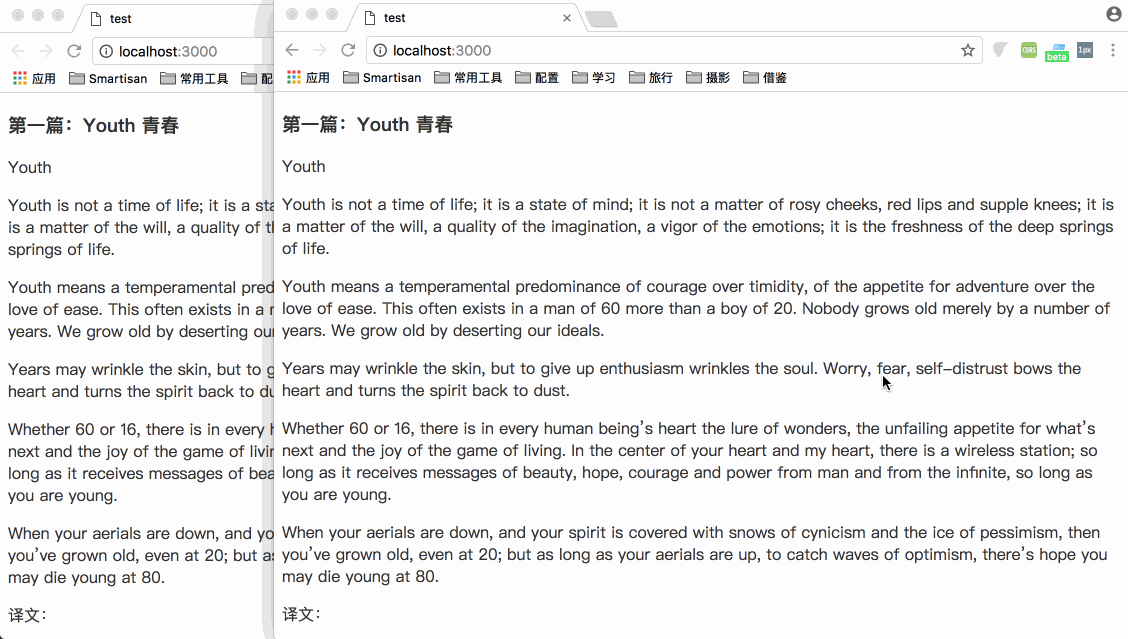 test
localhost:3000
应用 Smartisan 常用工具 配
第一篇：Youth 青春
Youth
Youth is not a time of life; it is a sta
is a matter of the will, a quality of th
springs of life.
Youth means a temperamental pred
love of ease. This often exists in a m
years. We grow old by deserting our
Years may wrinkle the skin, but to g
heart and turns the spirit back to du
Whether 60 or 16, there is in every h
next and the joy of the game of livin
long as it receives messages of bea
you are young.
When your aerials are down, and yo
you've grown old, even at 20; but as
may die young at 80.
译文：
test
localhost:3000
CORS beta 1px
应用 Smartisan 常用工具 配置 学习 旅行 摄影 借鉴
第一篇：Youth 青春
Youth
Youth is not a time of life; it is a state of mind; it is not a matter of rosy cheeks, red lips and supple knees; it is
a matter of the will, a quality of the imagination, a vigor of the emotions; it is the freshness of the deep springs
of life.
Youth means a temperamental predominance of courage over timidity, of the appetite for adventure over the
love of ease. This often exists in a man of 60 more than a boy of 20. Nobody grows old merely by a number of
years. We grow old by deserting our ideals.
Years may wrinkle the skin, but to give up enthusiasm wrinkles the soul. Worry, fear, self-distrust bows the
heart and turns the spirit back to dust.
Whether 60 or 16, there is in every human being's heart the lure of wonders, the unfailing appetite for what's
next and the joy of the game of living. In the center of your heart and my heart, there is a wireless station; so
long as it receives messages of beauty, hope, courage and power from man and from the infinite, so long as
you are young.
When your aerials are down, and your spirit is covered with snows of cynicism and the ice of pessimism, then
you've grown old, even at 20; but as long as your aerials are up, to catch waves of optimism, there's hope you
may die young at 80.
译文：